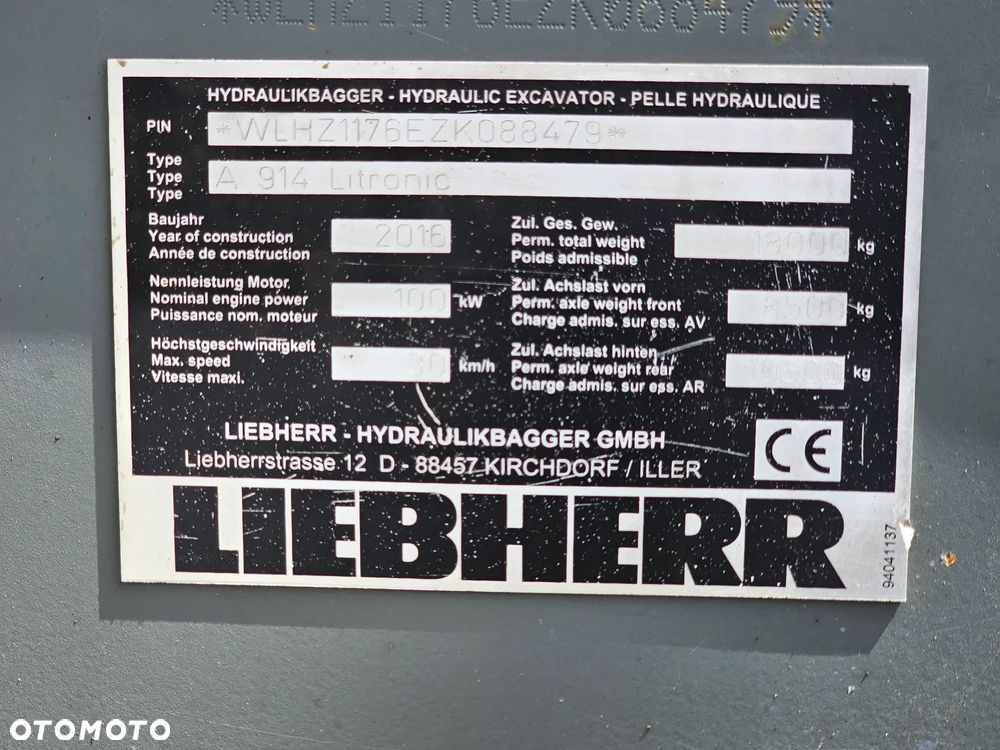 *WLHZ1176EZK088479*
HYDRAULIKBAGGER - HYDRAULIC EXCAVATOR - PELLE HYDRAULIQUE
PIN *WLHZ1176EZK088479*
Type
Type A 914 Litronic
Type
Baujahr
Year of construction 2016
Année de construction
Zul. Ges. Gew.
Perm. total weight 18000 kg
Poids admissible
Nennleistung Motor
Nominal engine power 100 kW
Puissance nom. moteur
Zul. Achslast vorn
Perm. axle weight front 8500 kg
Charge admis. sur ess. AV
Höchstgeschwindigkeit
Max. speed km/h
Vitesse maxi.
Zul. Achslast hinten
Perm. axle weight rear kg
Charge admis. sur ess. AR
LIEBHERR - HYDRAULIKBAGGER GMBH
Liebherrstrasse 12 D - 88457 KIRCHDORF / ILLER
CE
LIEBHERR
94041137
OTOMOTO